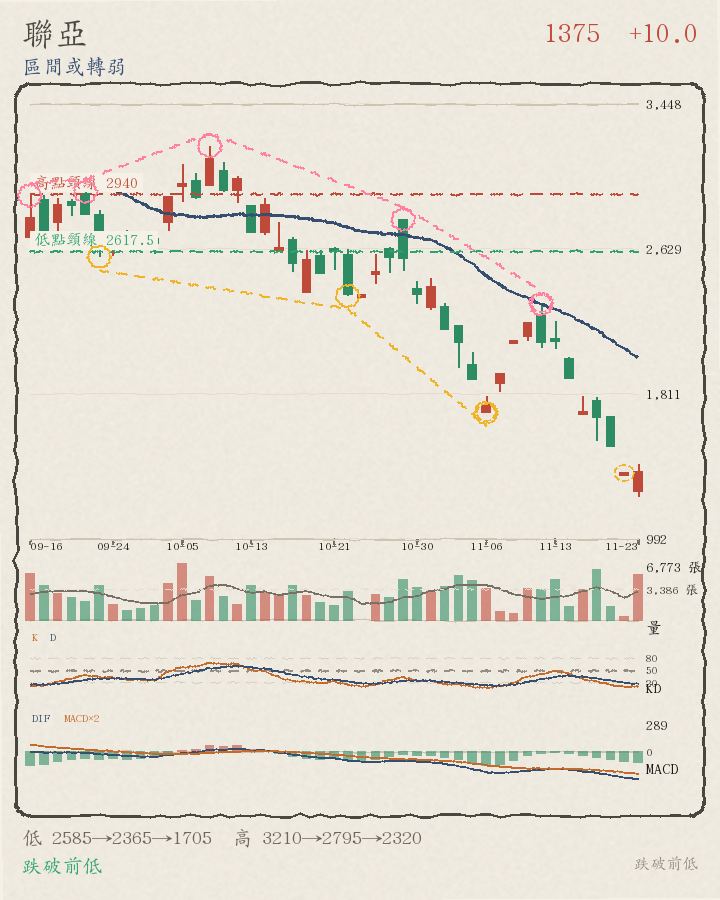 聯亞
1375 +10.0
區間或轉弱
3,448
高點頸線 2940
低點頸線 2617.5
2,629
1,811
992
09-16 09-24 10-05 10-13 10-21 10-30 11-06 11-13 11-23
6,773 張
3,386 張
量
K D
80
50
20
KD
DIF MACD×2
289
0
MACD
低 2585→2365→1705 高 3210→2795→2320
跌破前低
跌破前低